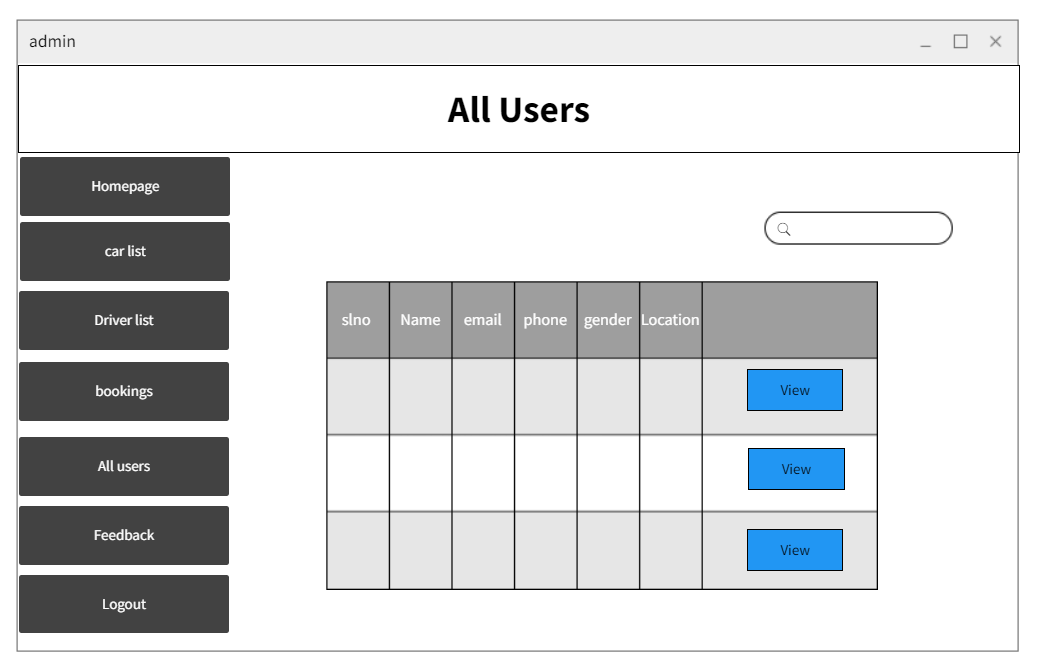 admin
All Users
Homepage
car list
Driver list
bookings
All users
Feedback
Logout
slno Name email phone gender Location
View
View
View